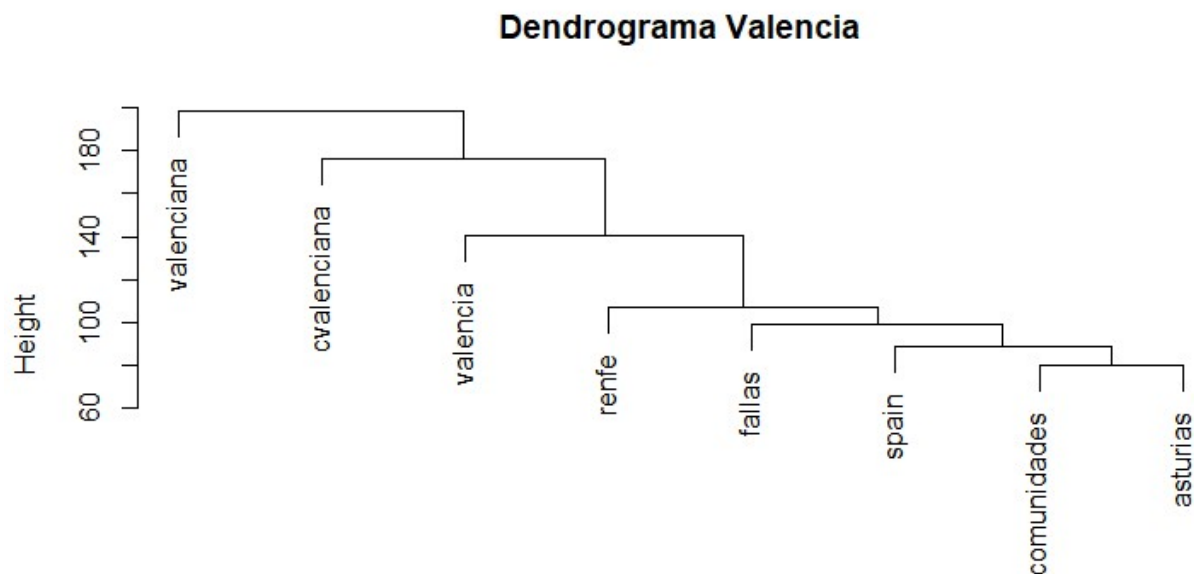 Dendrograma Valencia
Height
60
100
140
180
valenciana
cvalenciana
valencia
renfe
fallas
spain
comunidades
asturias